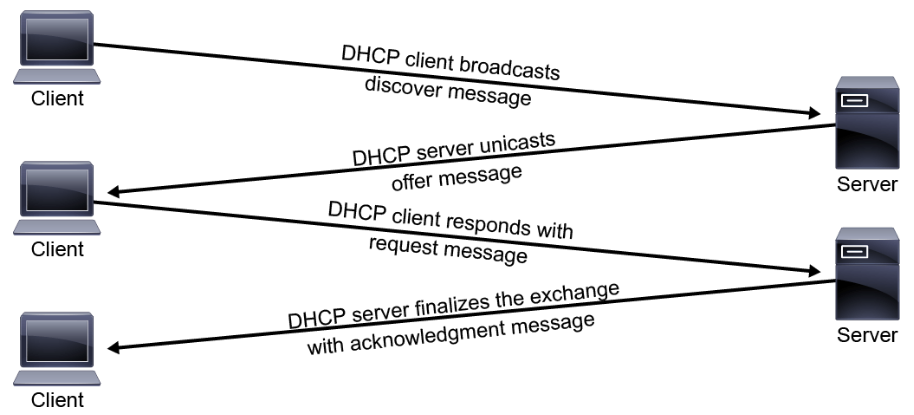 DHCP client broadcasts
discover message
Client
Server
DHCP server unicasts
offer message
Client
DHCP client responds with
request message
Server
DHCP server finalizes the exchange
with acknowledgment message
Client